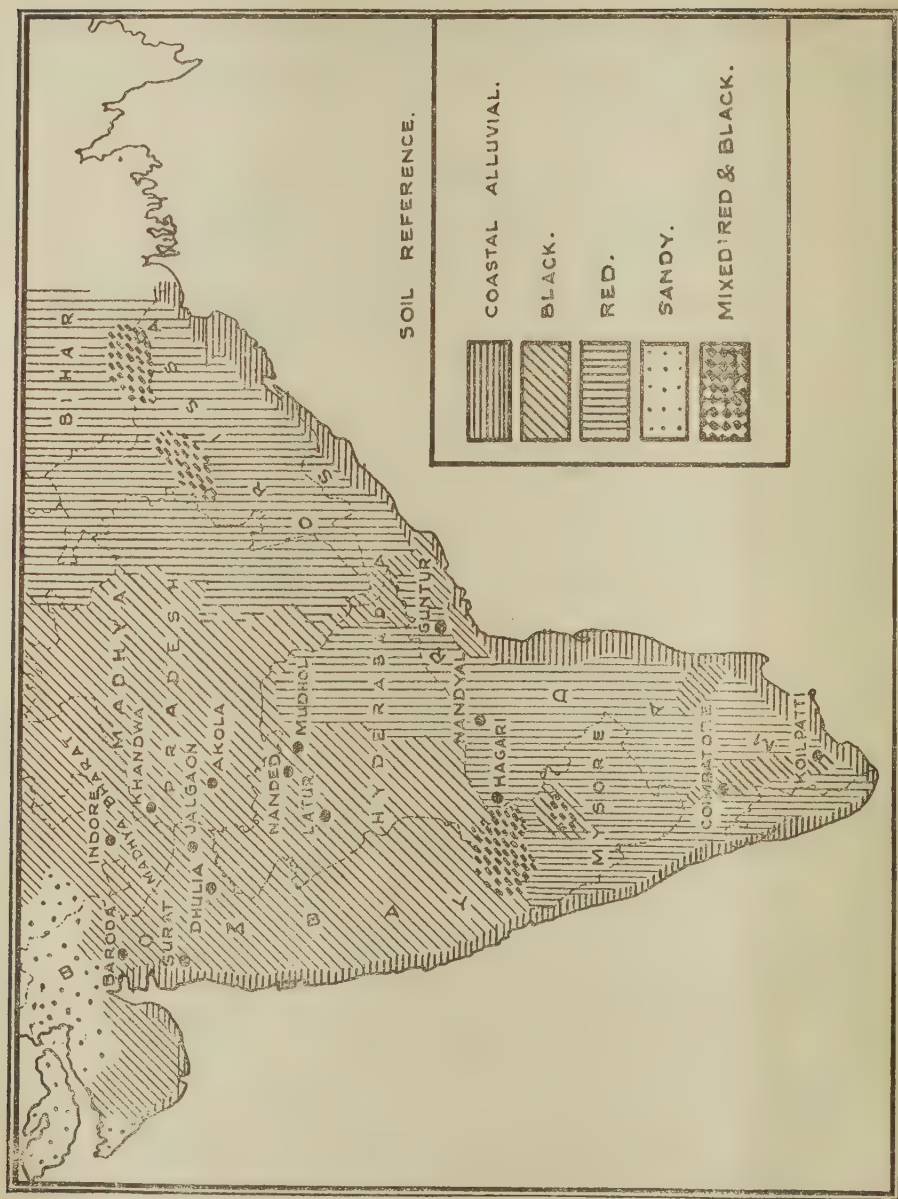 SOIL REFERENCE.
COASTAL ALLUVIAL.
BLACK.
RED.
SANDY.
MIXED RED & BLACK.
BIHAR
ORISSA
MADHYA
PRADESH
INDORE
MADHYA BHARAT
KHANDWA
BARODA
SURAT
JALGAON
DHULIA
AKOLA
BOMBAY
NANDED
MUDHOL
LATUR
HYDERABAD
GUNTUR
NANDYAL
HAGARI
MYSORE
MADRAS
COIMBATORE
KOILPATTI